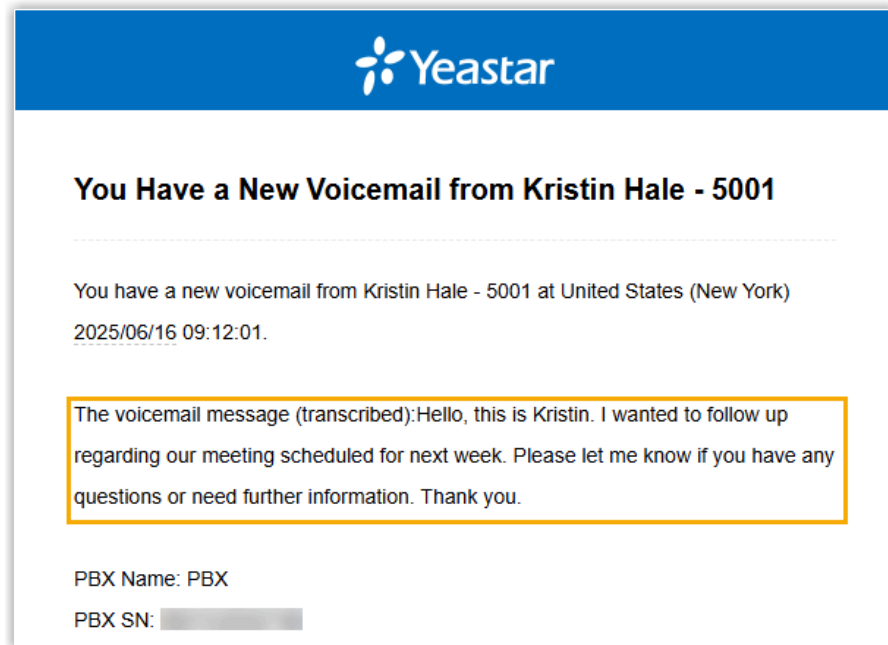 Yeastar
You Have a New Voicemail from Kristin Hale - 5001
You have a new voicemail from Kristin Hale - 5001 at United States (New York)
2025/06/16 09:12:01.
The voicemail message (transcribed):Hello, this is Kristin. I wanted to follow up
regarding our meeting scheduled for next week. Please let me know if you have any
questions or need further information. Thank you.
PBX Name: PBX
PBX SN: